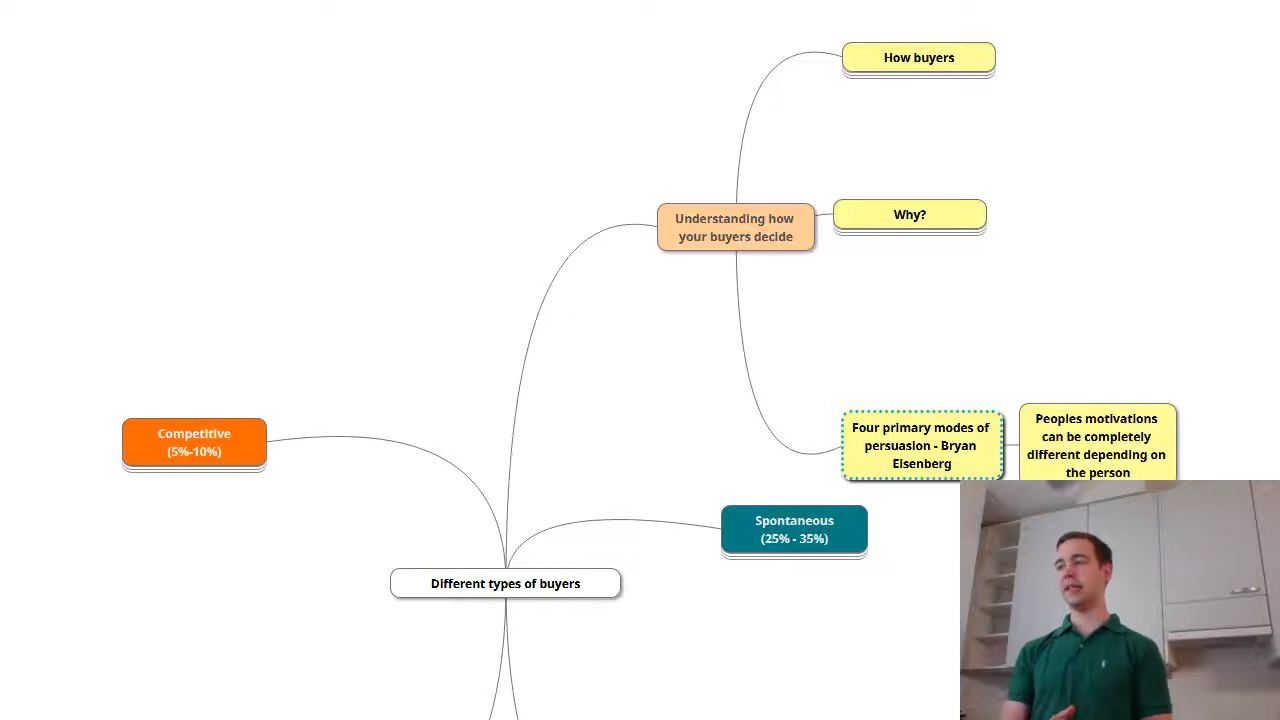 How buyers
Understanding how
your buyers decide
Why?
Four primary modes of
persuasion - Bryan
Eisenberg
Peoples motivations
can be completely
different depending on
the person
Competitive
(5%-10%)
Spontaneous
(25% - 35%)
Different types of buyers